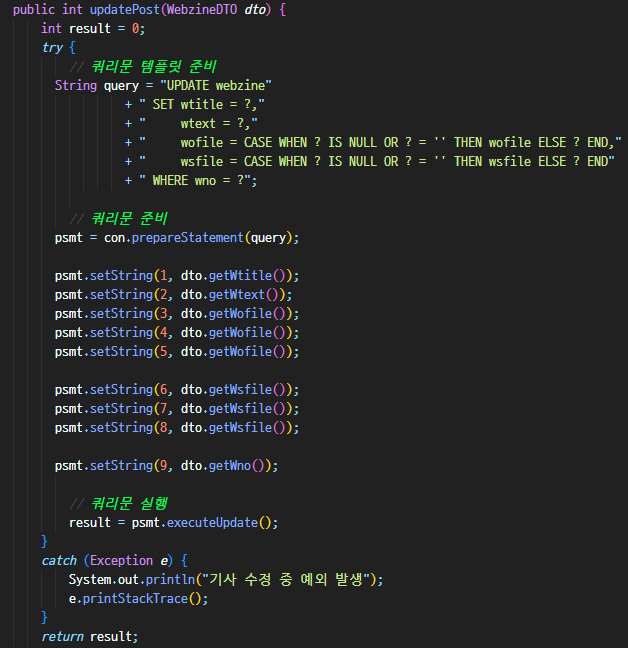 public int updatePost(WebzineDTO dto) {
int result = 0;
try {
// 쿼리문 템플릿 준비
String query = "UPDATE webzine"
+ " SET wtitle = ?,"
+ "     wtext = ?,"
+ "     wofile = CASE WHEN ? IS NULL OR ? = '' THEN wofile ELSE ? END,"
+ "     wsfile = CASE WHEN ? IS NULL OR ? = '' THEN wsfile ELSE ? END"
+ " WHERE wno = ?";
// 쿼리문 준비
psmt = con.prepareStatement(query);
psmt.setString(1, dto.getWtitle());
psmt.setString(2, dto.getWtext());
psmt.setString(3, dto.getWofile());
psmt.setString(4, dto.getWofile());
psmt.setString(5, dto.getWofile());
psmt.setString(6, dto.getWsfile());
psmt.setString(7, dto.getWsfile());
psmt.setString(8, dto.getWsfile());
psmt.setString(9, dto.getWno());
// 쿼리문 실행
result = psmt.executeUpdate();
}
catch (Exception e) {
System.out.println("기사 수정 중 예외 발생");
e.printStackTrace();
}
return result;